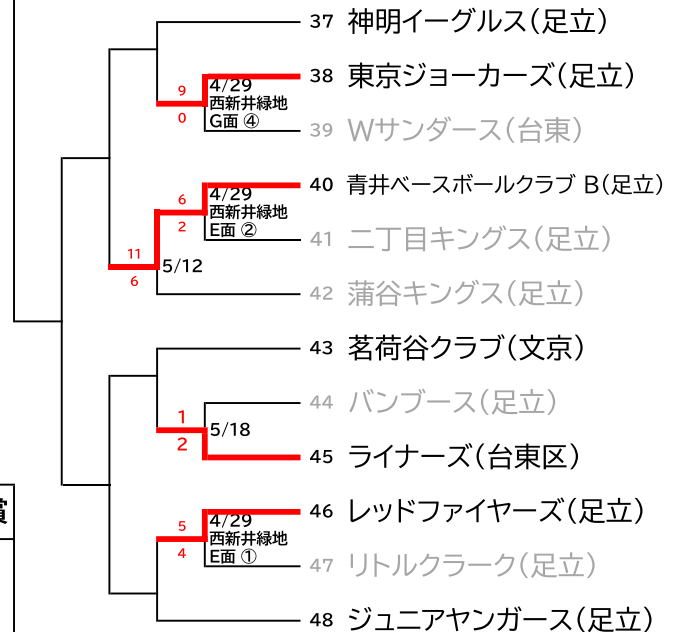 37 神明イーグルス(足立)
38 東京ジョーカーズ(足立)
9
4/29
西新井緑地
0
G面 ④
39 Wサンダース(台東)
40 青井ベースボールクラブ B(足立)
6
4/29
西新井緑地
2
E面 ②
41 二丁目キングス(足立)
11
5/12
6
42 蒲谷キングス(足立)
43 茗荷谷クラブ(文京)
44 バンブース(足立)
1
5/18
2
45 ライナーズ(台東区)
46 レッドファイヤーズ(足立)
5
4/29
西新井緑地
4
E面 ①
47 リトルクラーク(足立)
48 ジュニアヤンガース(足立)